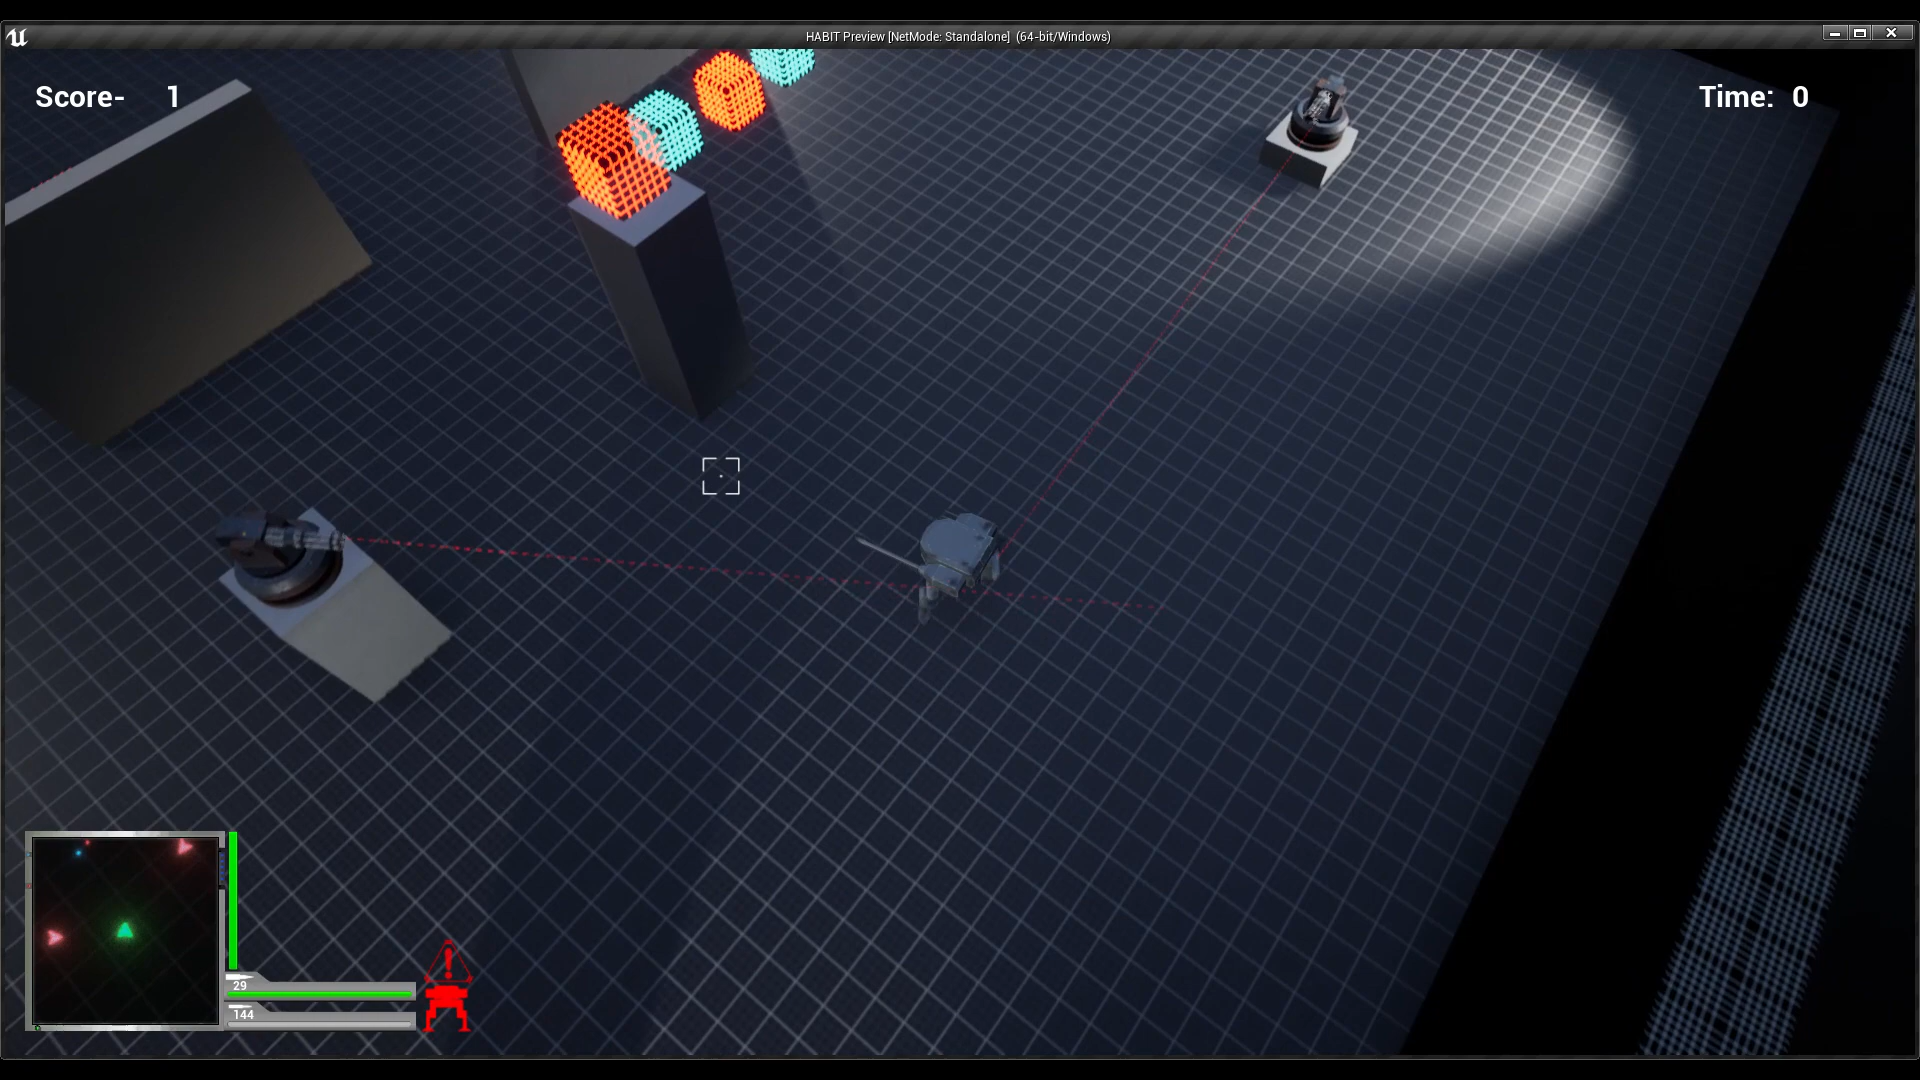 HABIT Preview [NetMode: Standalone] (64-bit/Windows)
Score- 1
Time: 0
29
144